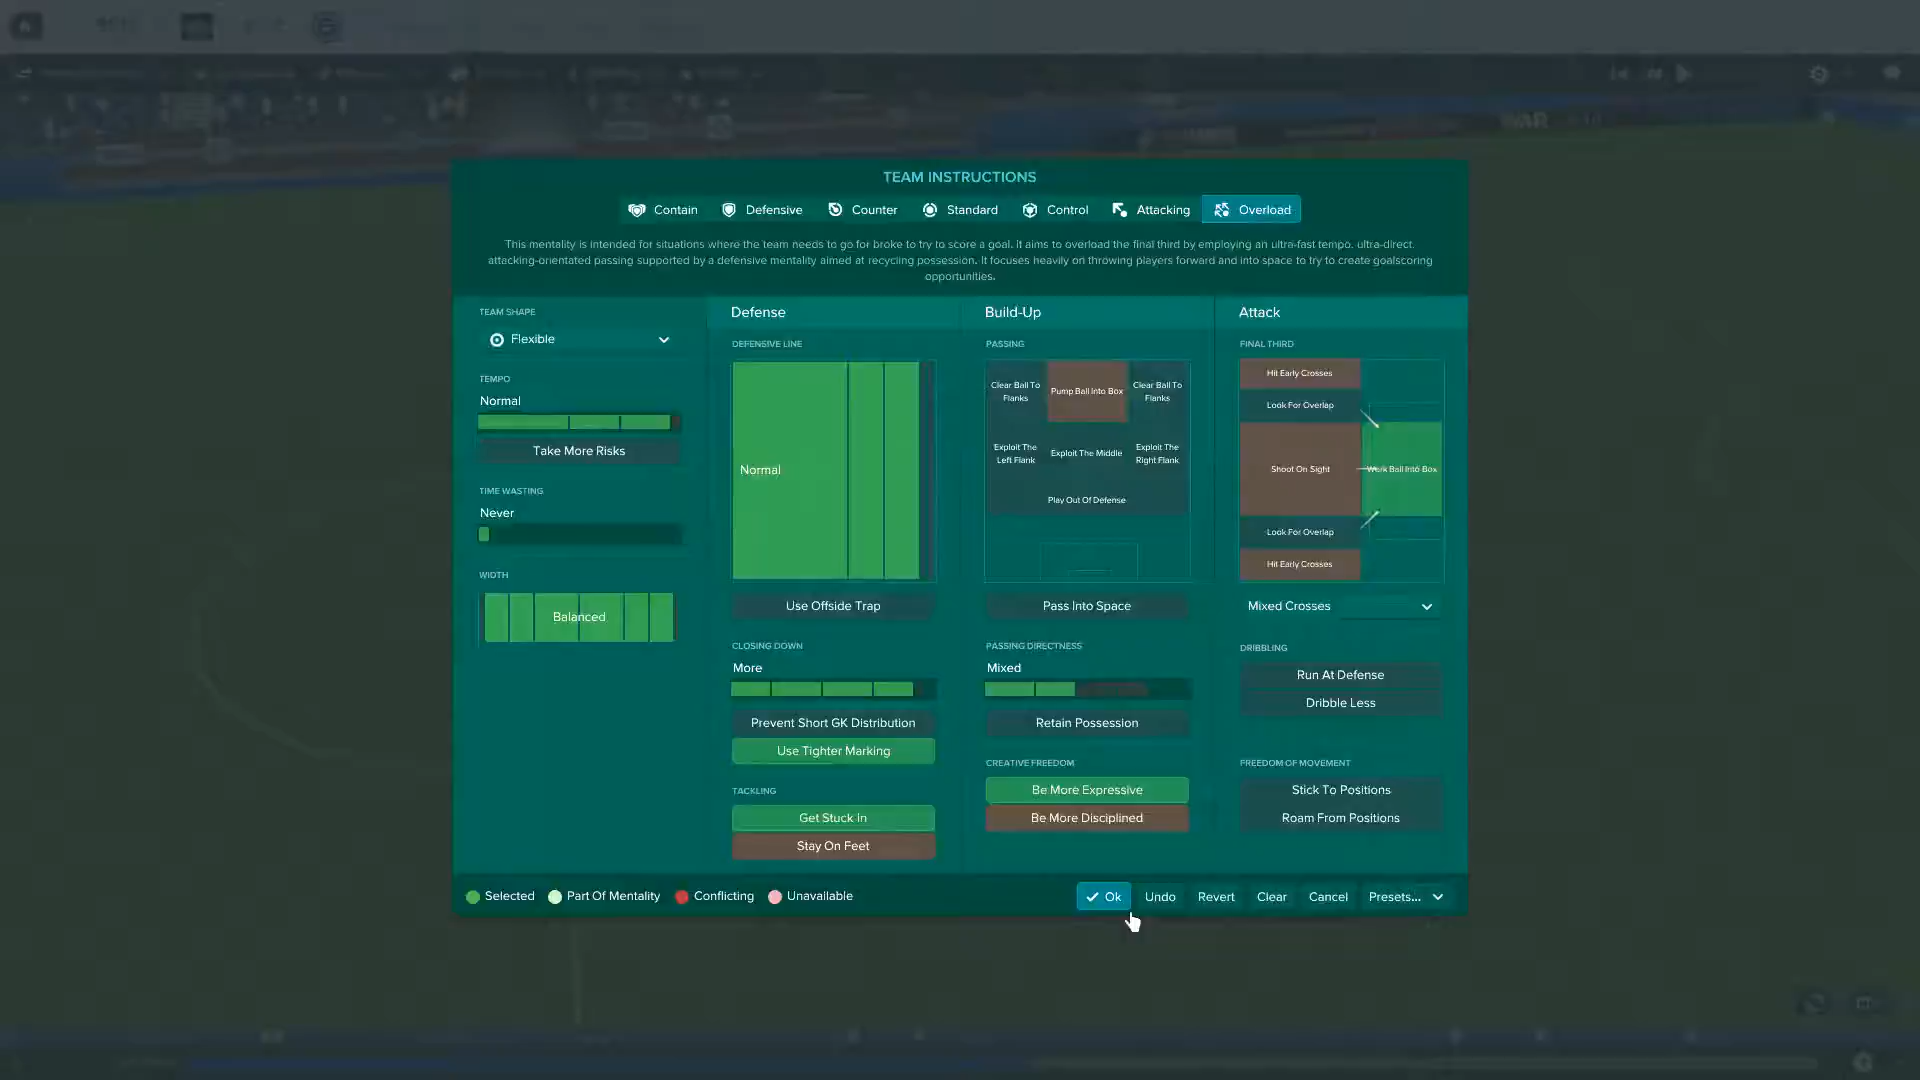 TEAM INSTRUCTIONS
Contain
Defensive
Counter
Standard
Control
Attacking
Overload
This mentality is intended for situations where the team needs to go for broke to try to score a goal. It aims to overload the final third by employing an ultra-fast tempo, ultra-direct,
attacking-orientated passing supported by a defensive mentality aimed at recycling possession. It focuses heavily on throwing players forward and into space to try to create goalscoring
opportunities.
TEAM SHAPE
Flexible
TEMPO
Normal
Take More Risks
TIME WASTING
Never
WIDTH
Balanced
Defense
DEFENSIVE LINE
Normal
Use Offside Trap
CLOSING DOWN
More
Prevent Short GK Distribution
Use Tighter Marking
TACKLING
Get Stuck In
Stay On Feet
Build-Up
PASSING
Clear Ball To
Flanks
Pump Ball Into Box
Clear Ball To
Flanks
Exploit The
Left Flank
Exploit The Middle
Exploit The
Right Flank
Play Out Of Defense
Pass Into Space
PASSING DIRECTNESS
Mixed
Retain Possession
CREATIVE FREEDOM
Be More Expressive
Be More Disciplined
Attack
FINAL THIRD
Hit Early Crosses
Look For Overlap
Shoot On Sight
Work Ball Into Box
Look For Overlap
Hit Early Crosses
Mixed Crosses
DRIBBLING
Run At Defense
Dribble Less
FREEDOM OF MOVEMENT
Stick To Positions
Roam From Positions
Selected
Part Of Mentality
Conflicting
Unavailable
Ok
Undo
Revert
Clear
Cancel
Presets...